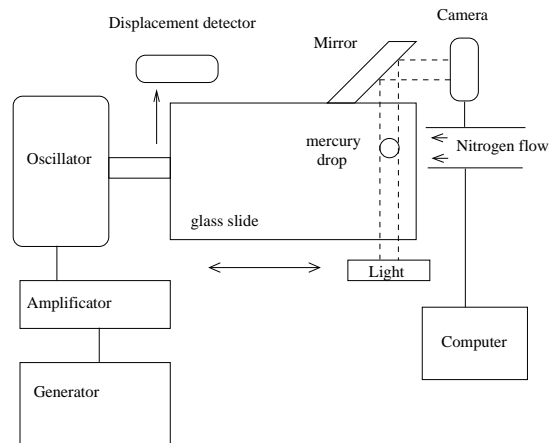 Displacement detector
Camera
Mirror
Oscillator
mercury
drop
Nitrogen flow
glass slide
Light
Amplificator
Computer
Generator